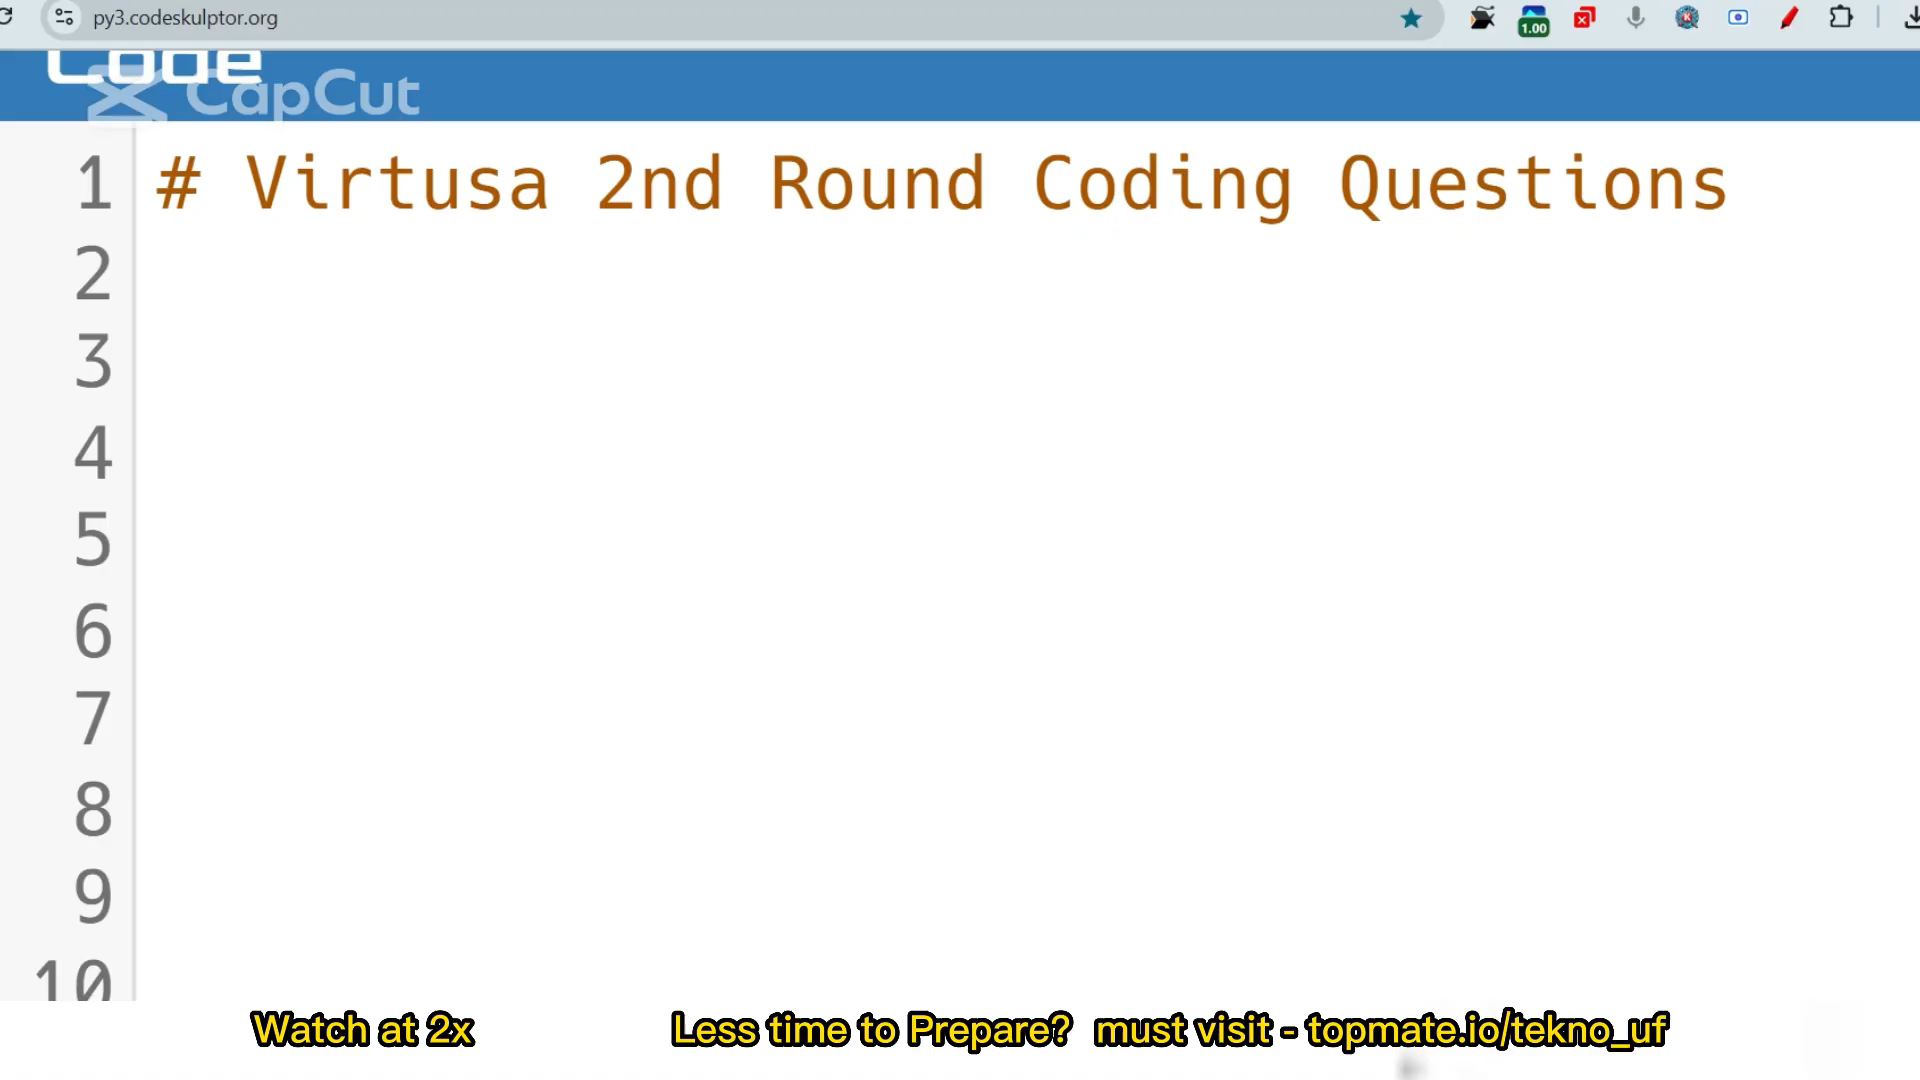 py3.codeskulptor.org
1.00
Code
CapCut
1 # Virtusa 2nd Round Coding Questions
2
3
4
5
6
7
8
9
10
Watch at 2x Less time to Prepare? must visit - topmate.io/tekno_uf